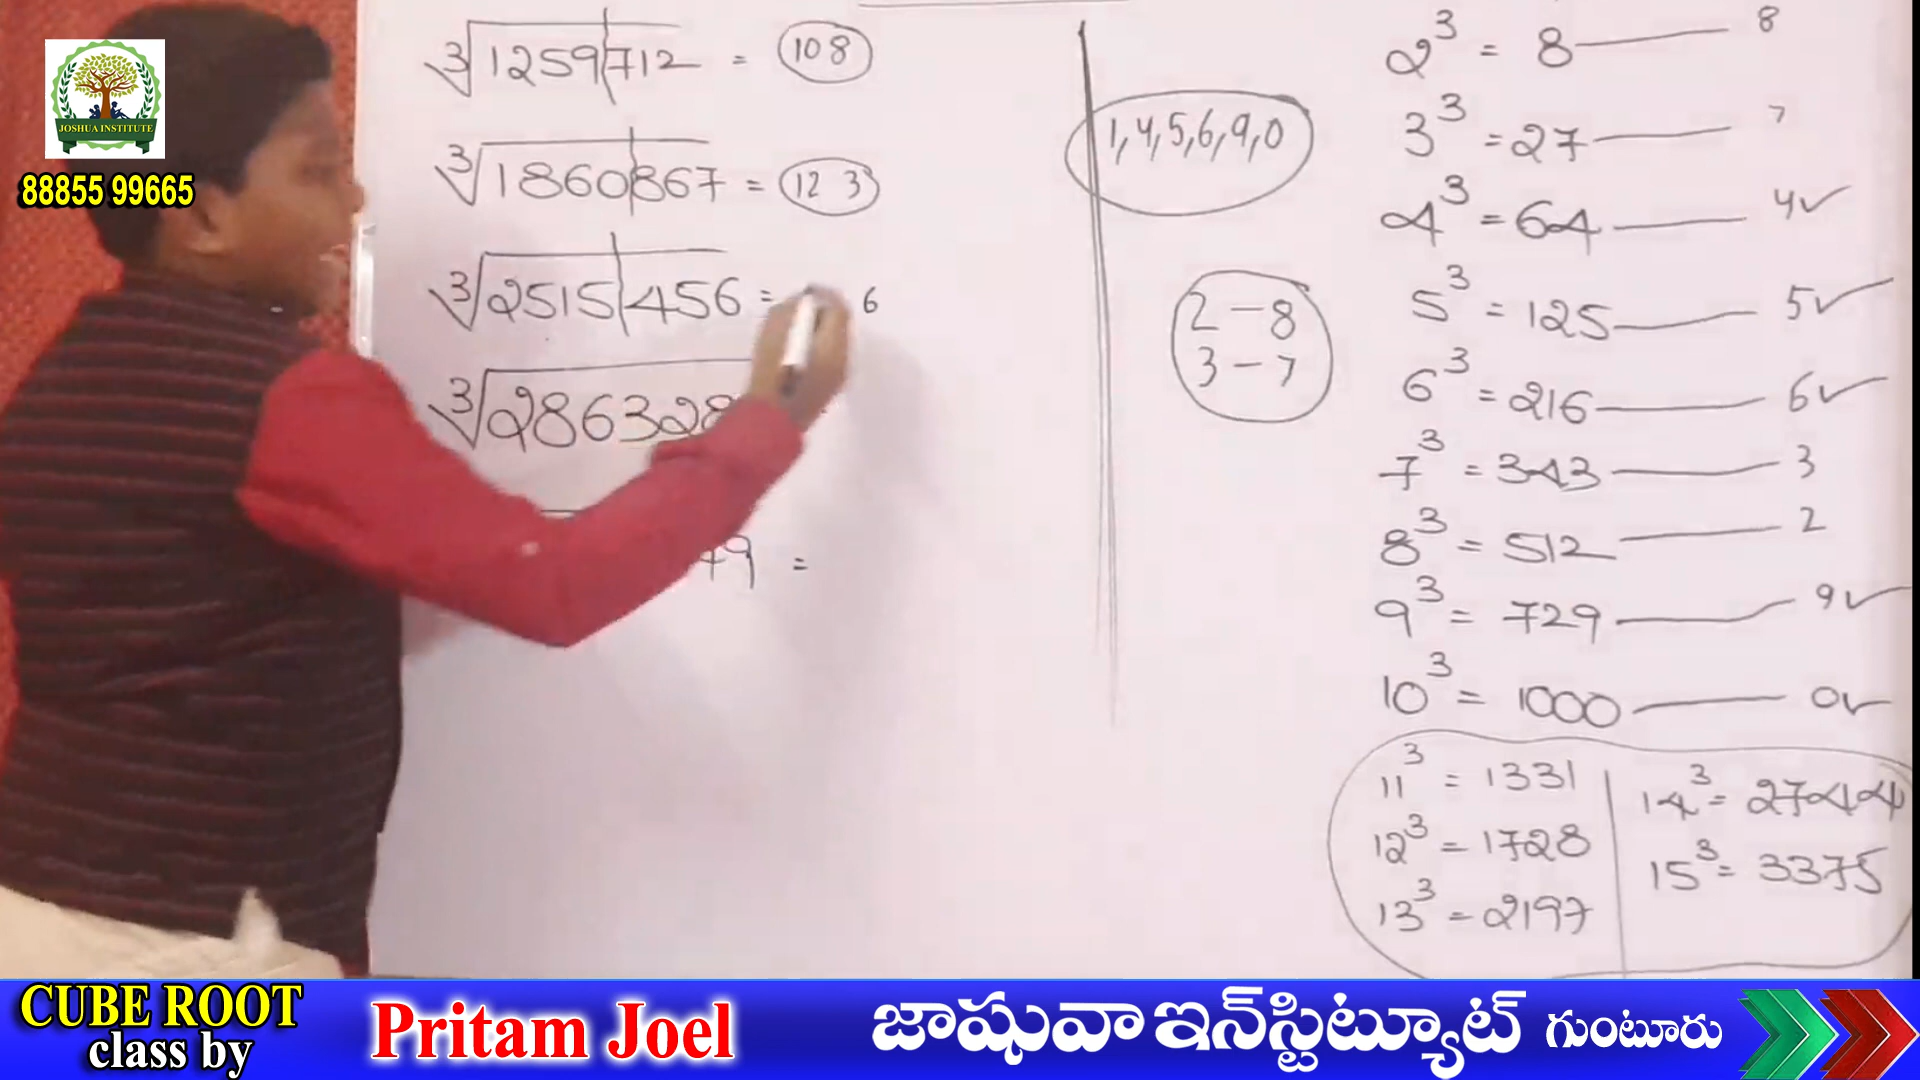 JOSHUA INSTITUTE
88855 99665
∛1259712 = 108
∛1860867 = 123
∛2515456 = 6
∛286328
79 =
1,4,5,6,9,0
2-8
3-7
2³ = 8 — 8
3³ = 27 — 7
4³ = 64 — 4✓
5³ = 125 — 5✓
6³ = 216 — 6✓
7³ = 343 — 3
8³ = 512 — 2
9³ = 729 — 9✓
10³ = 1000 — 0✓
11³ = 1331
12³ = 1728
13³ = 2197
14³ = 2744
15³ = 3375
CUBE ROOT
class by
Pritam Joel
జాషువా ఇన్‌స్టిట్యూట్ గుంటూరు